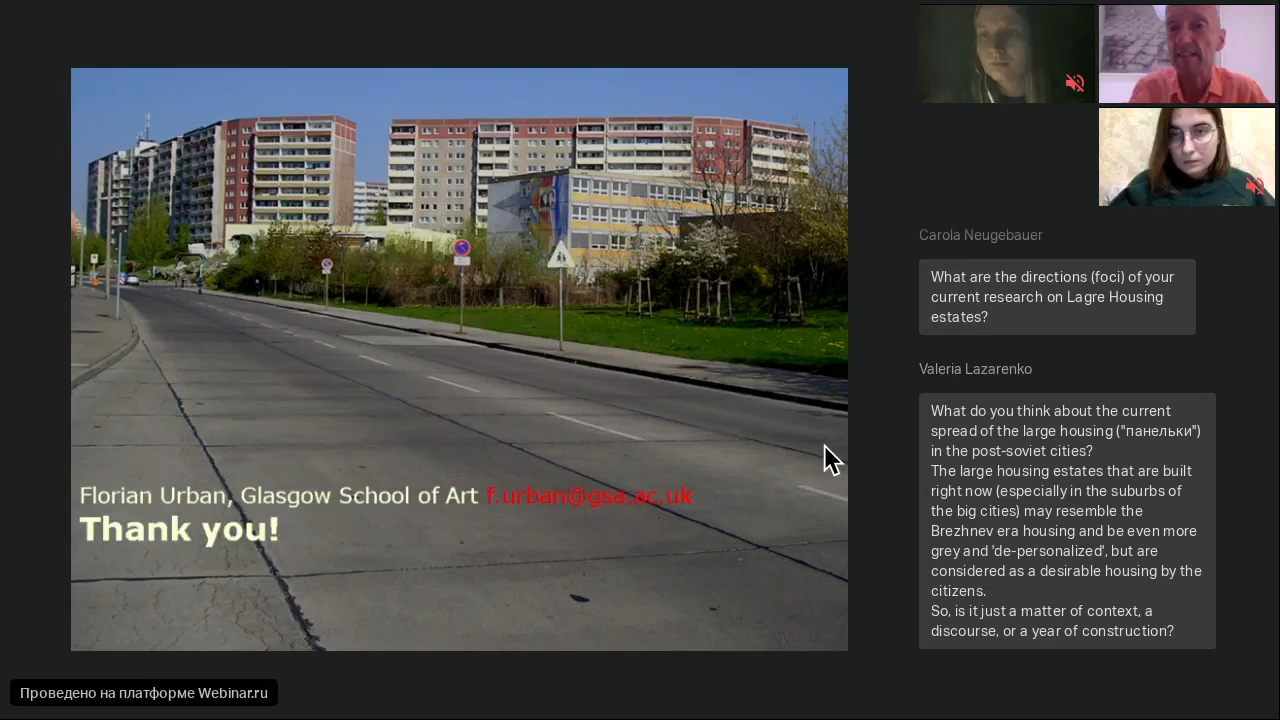 Florian Urban, Glasgow School of Art f.urban@gsa.ac.uk
Thank you!
Carola Neugebauer
What are the directions (foci) of your
current research on Lagre Housing
estates?
Valeria Lazarenko
What do you think about the current
spread of the large housing ("панельки")
in the post-soviet cities?
The large housing estates that are built
right now (especially in the suburbs of
the big cities) may resemble the
Brezhnev era housing and be even more
grey and 'de-personalized', but are
considered as a desirable housing by the
citizens.
So, is it just a matter of context, a
discourse, or a year of construction?
Проведено на платформе Webinar.ru